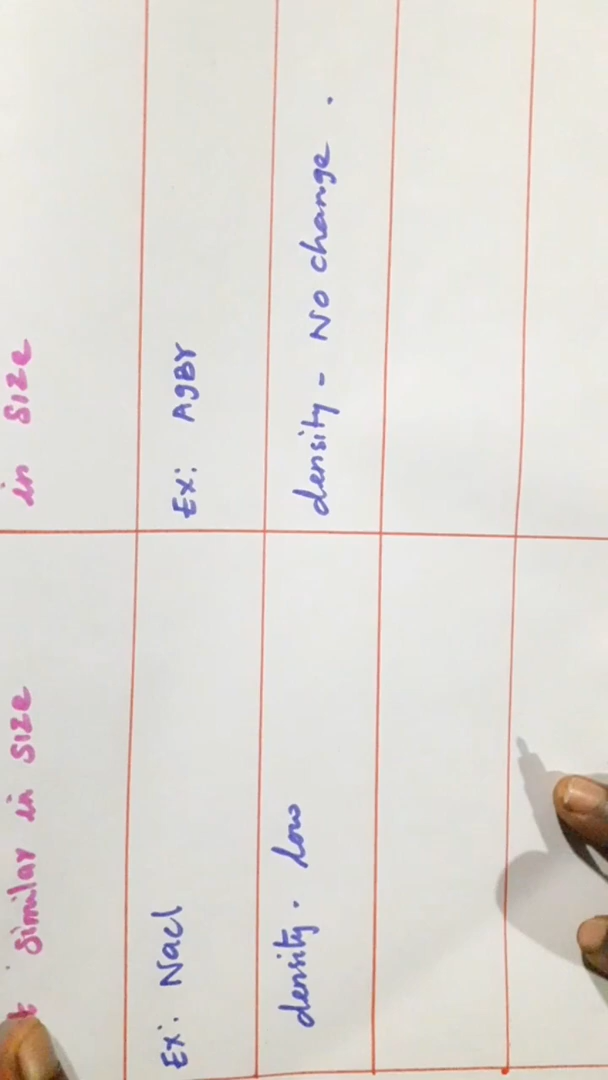 similar in size
in size
Ex: Nacl
Ex: AgBr
density. low
density - No change.